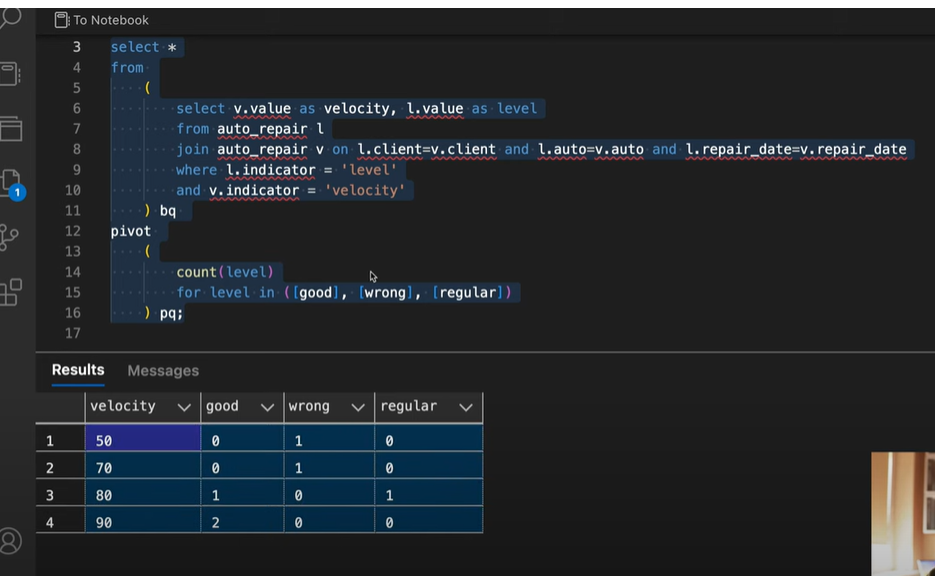 To Notebook
3 select *
4 from
5 (
6 select v.value as velocity, l.value as level
7 from auto_repair l
8 join auto_repair v on l.client=v.client and l.auto=v.auto and l.repair_date=v.repair_date
9 where l.indicator = 'level'
10 and v.indicator = 'velocity'
11 ) bq
12 pivot
13 (
14 count(level)
15 for level in ([good], [wrong], [regular])
16 ) pq;
17
1
Results Messages
velocity good wrong regular
1 50 0 1 0
2 70 0 1 0
3 80 1 0 1
4 90 2 0 0